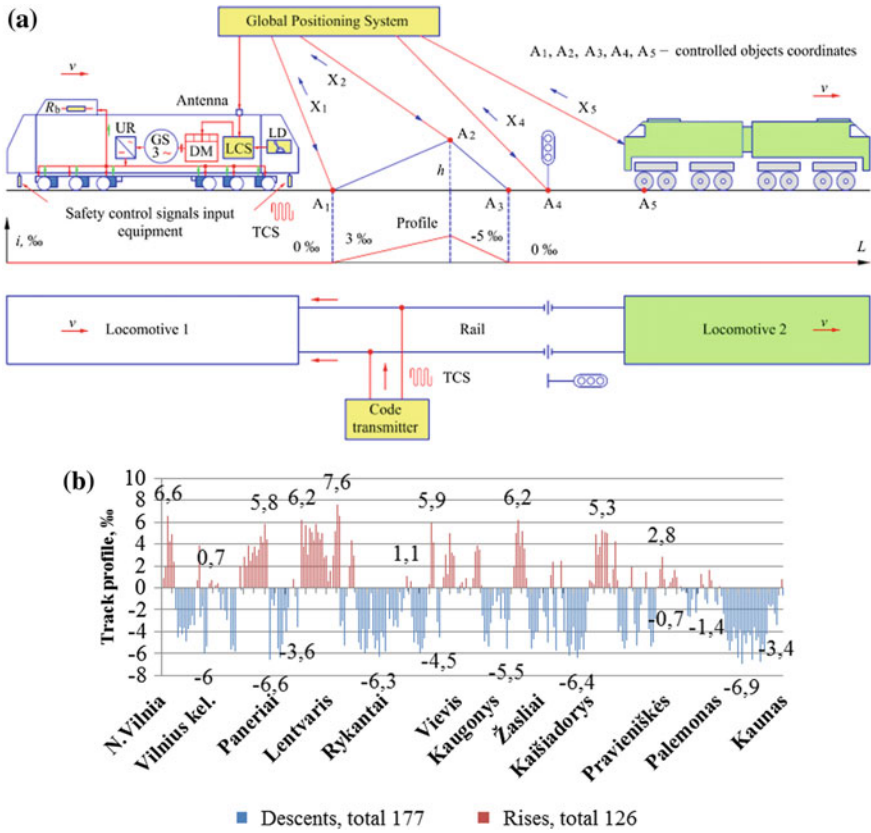 (a)
Global Positioning System
A1, A2, A3, A4, A5 – controlled objects coordinates
v
X1
X2
X4
X5
v
Rb
Antenna
UR
GS
3 ~
DM
LCS
LD
A2
h
Safety control signals input
equipment
TCS
A1
A3
A4
A5
i, ‰
0 ‰
3 ‰
Profile
-5 ‰
0 ‰
L
v
Locomotive 1
Rail
Locomotive 2
v
TCS
Code
transmitter
(b)
Track profile, ‰
10
8
6
4
2
0
-2
-4
-6
-8
6,6
0,7
5,8
6,2
7,6
1,1
5,9
6,2
5,3
2,8
-6
-6,6
-3,6
-6,3
-4,5
-5,5
-6,4
-0,7
-1,4
-6,9
-3,4
N.Vilnia
Vilnius kel.
Paneriai
Lentvaris
Rykantai
Vievis
Kaugonys
Žasliai
Kaišiadorys
Pravieniškės
Palemonas
Kaunas
Descents, total 177
Rises, total 126